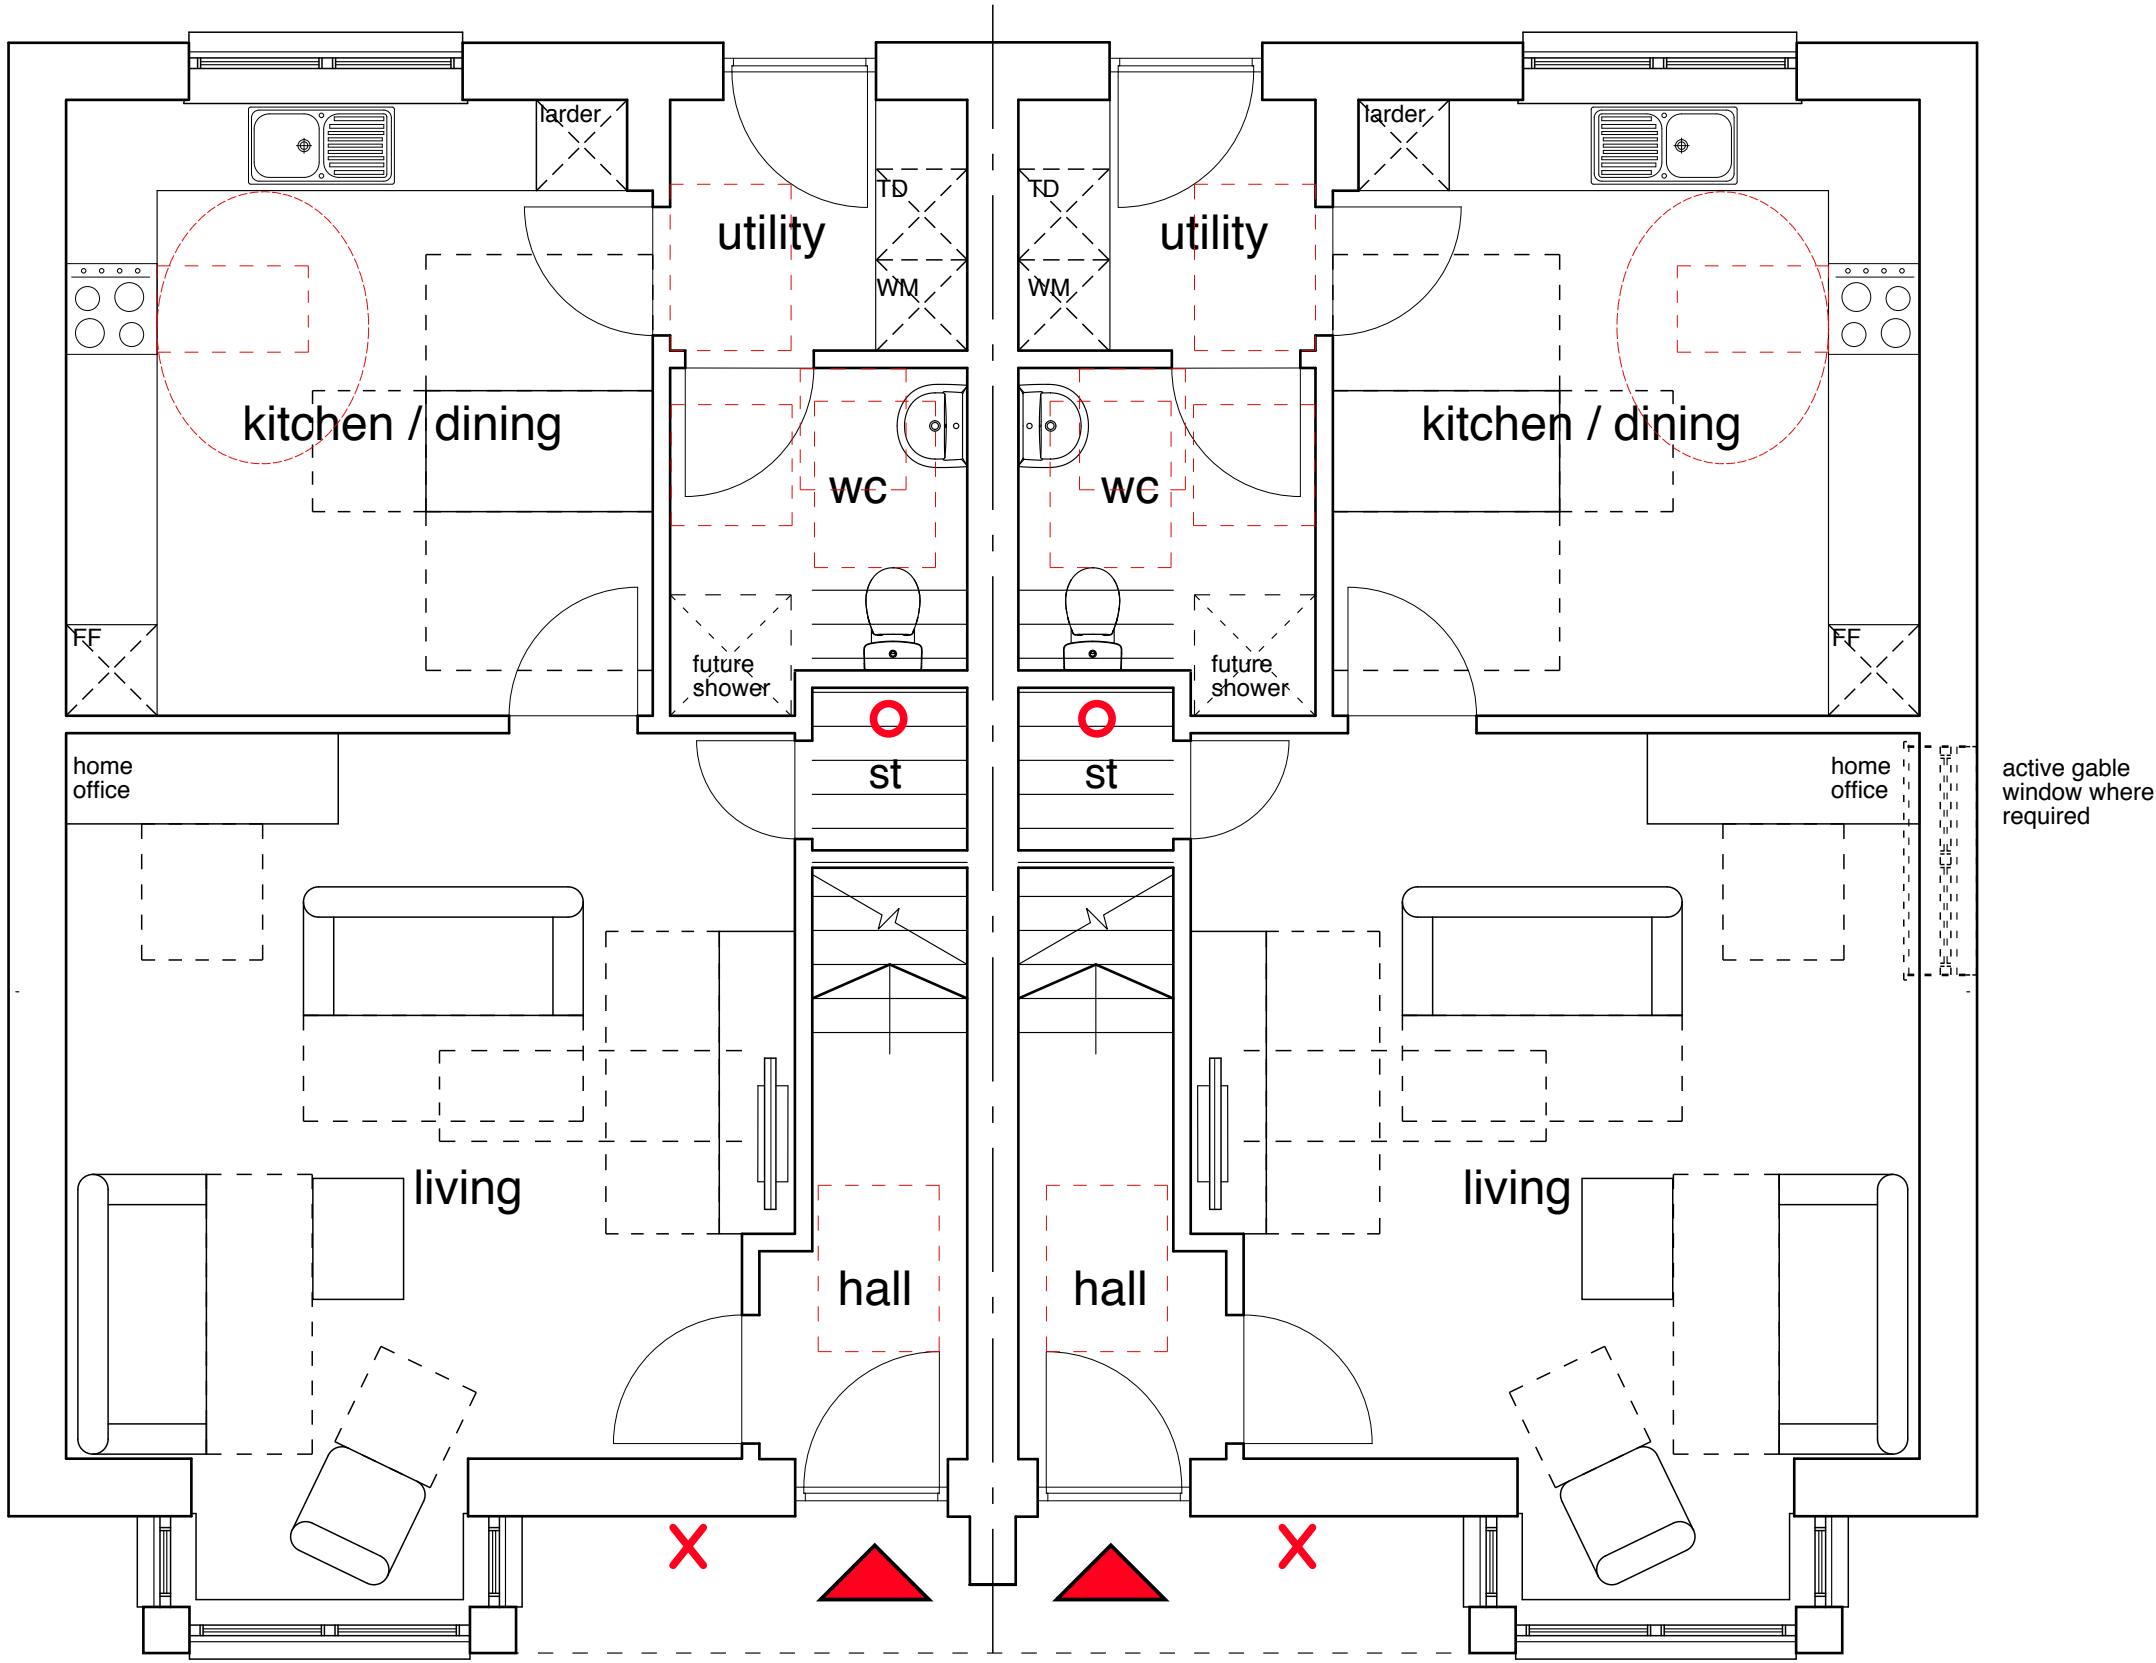 larder
larder
TD
TD
utility
utility
WM
WM
kitchen / dining
kitchen / dining
wc
wc
FF
FF
future
shower
future
shower
st
st
home
office
home
office
active gable
window where
required
living
living
hall
hall